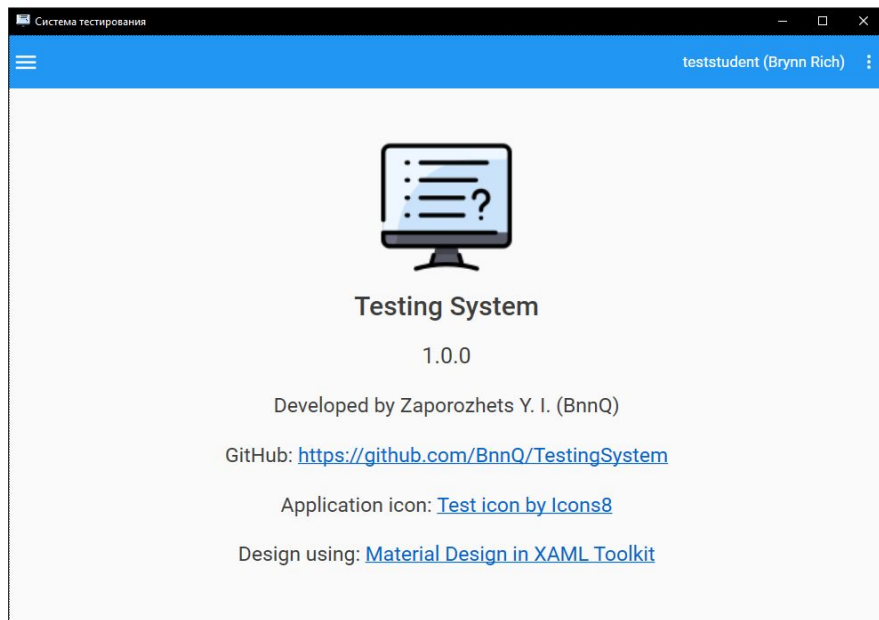 Система тестирования
teststudent (Brynn Rich)
?
Testing System
1.0.0
Developed by Zaporozhets Y. I. (BnnQ)
GitHub: https://github.com/BnnQ/TestingSystem
Application icon: Test icon by Icons8
Design using: Material Design in XAML Toolkit